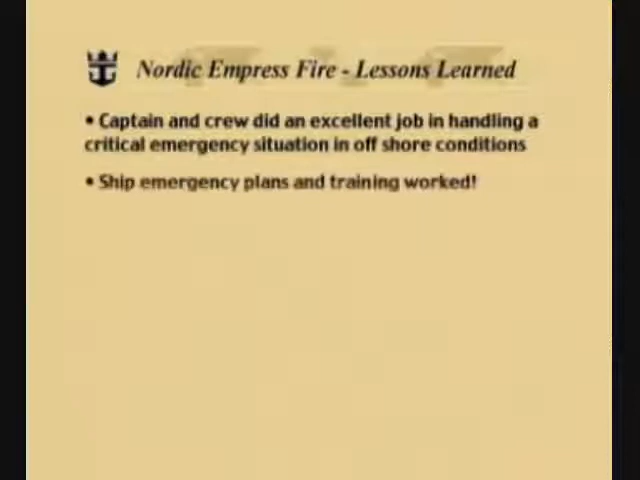 Nordic Empress Fire - Lessons Learned
• Captain and crew did an excellent job in handling a
critical emergency situation in off shore conditions
• Ship emergency plans and training worked!